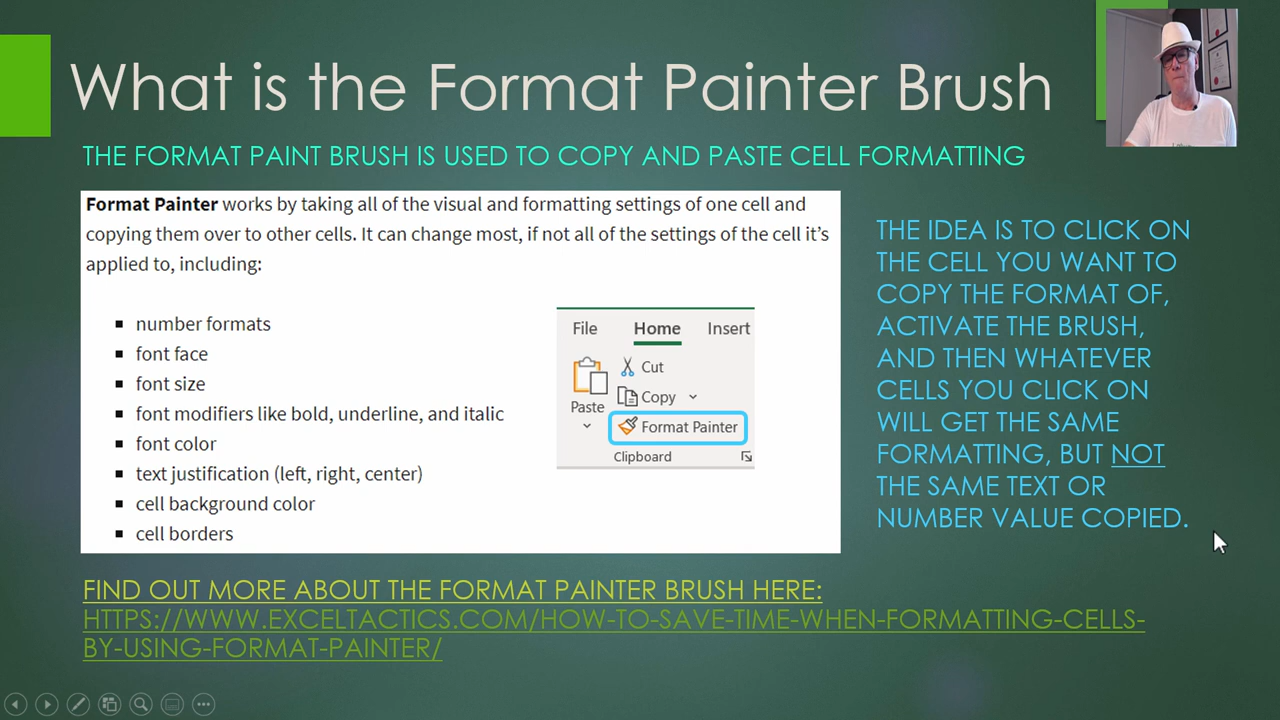 What is the Format Painter Brush
THE FORMAT PAINT BRUSH IS USED TO COPY AND PASTE CELL FORMATTING
Format Painter works by taking all of the visual and formatting settings of one cell and
copying them over to other cells. It can change most, if not all of the settings of the cell it's
applied to, including:
▪ number formats
▪ font face
▪ font size
▪ font modifiers like bold, underline, and italic
▪ font color
▪ text justification (left, right, center)
▪ cell background color
▪ cell borders
File Home Insert
Cut
Copy
Paste
Format Painter
Clipboard
THE IDEA IS TO CLICK ON
THE CELL YOU WANT TO
COPY THE FORMAT OF,
ACTIVATE THE BRUSH,
AND THEN WHATEVER
CELLS YOU CLICK ON
WILL GET THE SAME
FORMATTING, BUT NOT
THE SAME TEXT OR
NUMBER VALUE COPIED.
FIND OUT MORE ABOUT THE FORMAT PAINTER BRUSH HERE:
HTTPS://WWW.EXCELTACTICS.COM/HOW-TO-SAVE-TIME-WHEN-FORMATTING-CELLS-
BY-USING-FORMAT-PAINTER/